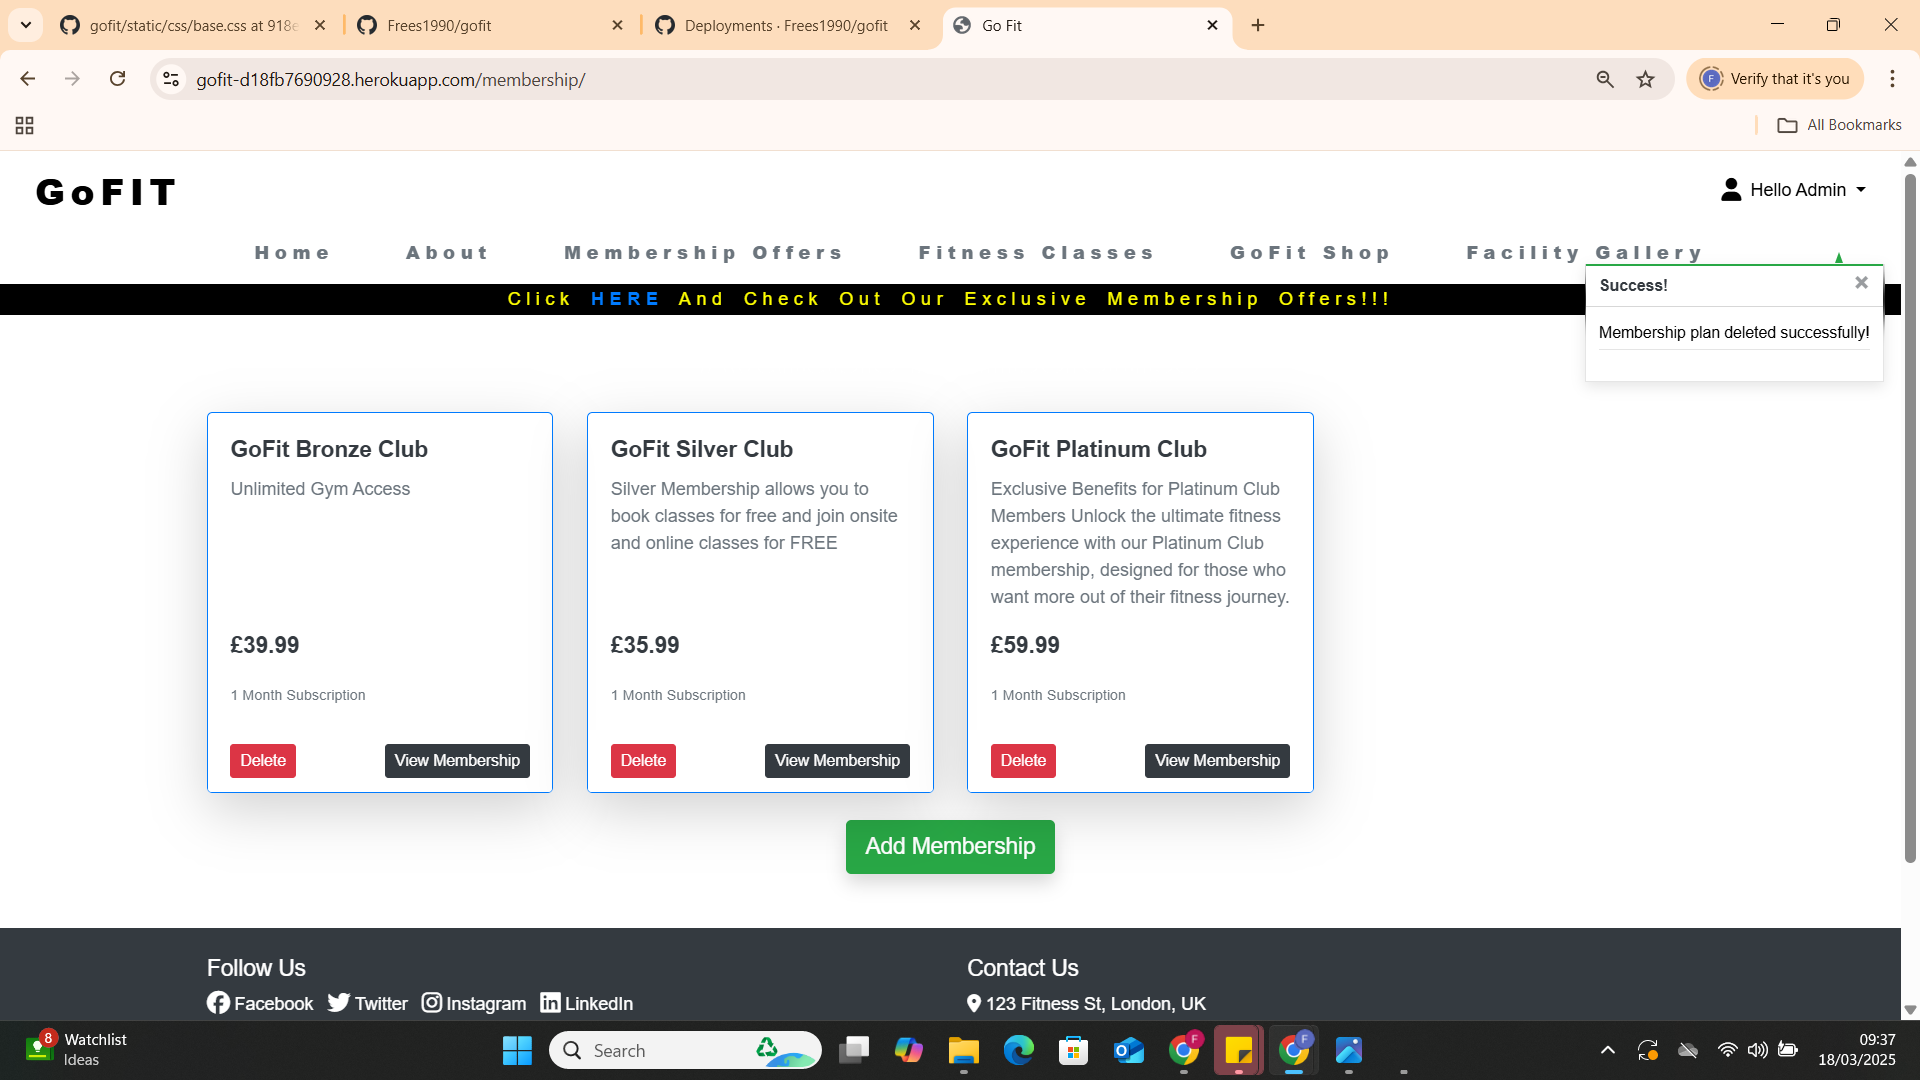 gofit/static/css/base.css at 918e
Frees1990/gofit
Deployments · Frees1990/gofit
Go Fit
gofit-d18fb7690928.herokuapp.com/membership/
F
Verify that it's you
All Bookmarks
GoFIT
Hello Admin
Home
About
Membership Offers
Fitness Classes
GoFit Shop
Facility Gallery
Click HERE And Check Out Our Exclusive Membership Offers!!!
Success!
Membership plan deleted successfully!
GoFit Bronze Club
Unlimited Gym Access
£39.99
1 Month Subscription
Delete
View Membership
GoFit Silver Club
Silver Membership allows you to
book classes for free and join onsite
and online classes for FREE
£35.99
1 Month Subscription
Delete
View Membership
GoFit Platinum Club
Exclusive Benefits for Platinum Club
Members Unlock the ultimate fitness
experience with our Platinum Club
membership, designed for those who
want more out of their fitness journey.
£59.99
1 Month Subscription
Delete
View Membership
Add Membership
Follow Us
Facebook
Twitter
Instagram
LinkedIn
Contact Us
123 Fitness St, London, UK
8
Watchlist
Ideas
Search
F
F
09:37
18/03/2025